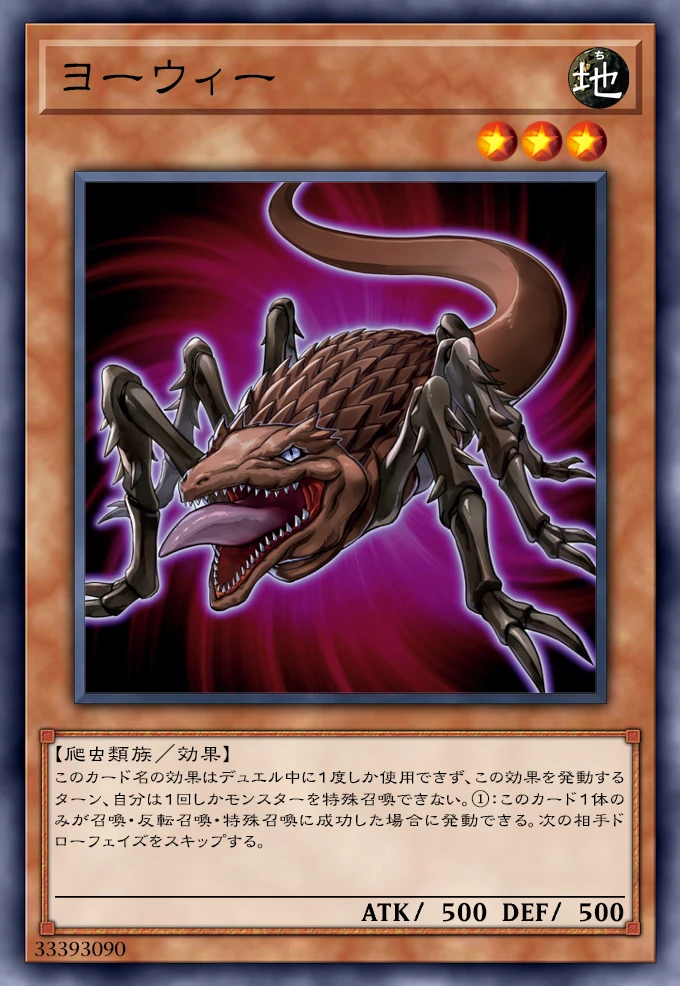 ヨーウィー
ち
地
【爬虫類族／効果】
このカード名の効果はデュエル中に１度しか使用できず、この効果を発動する
ターン、自分は１回しかモンスターを特殊召喚できない。①：このカード１体の
みが召喚・反転召喚・特殊召喚に成功した場合に発動できる。次の相手ド
ローフェイズをスキップする。
ATK/ 500 DEF/ 500
33393090